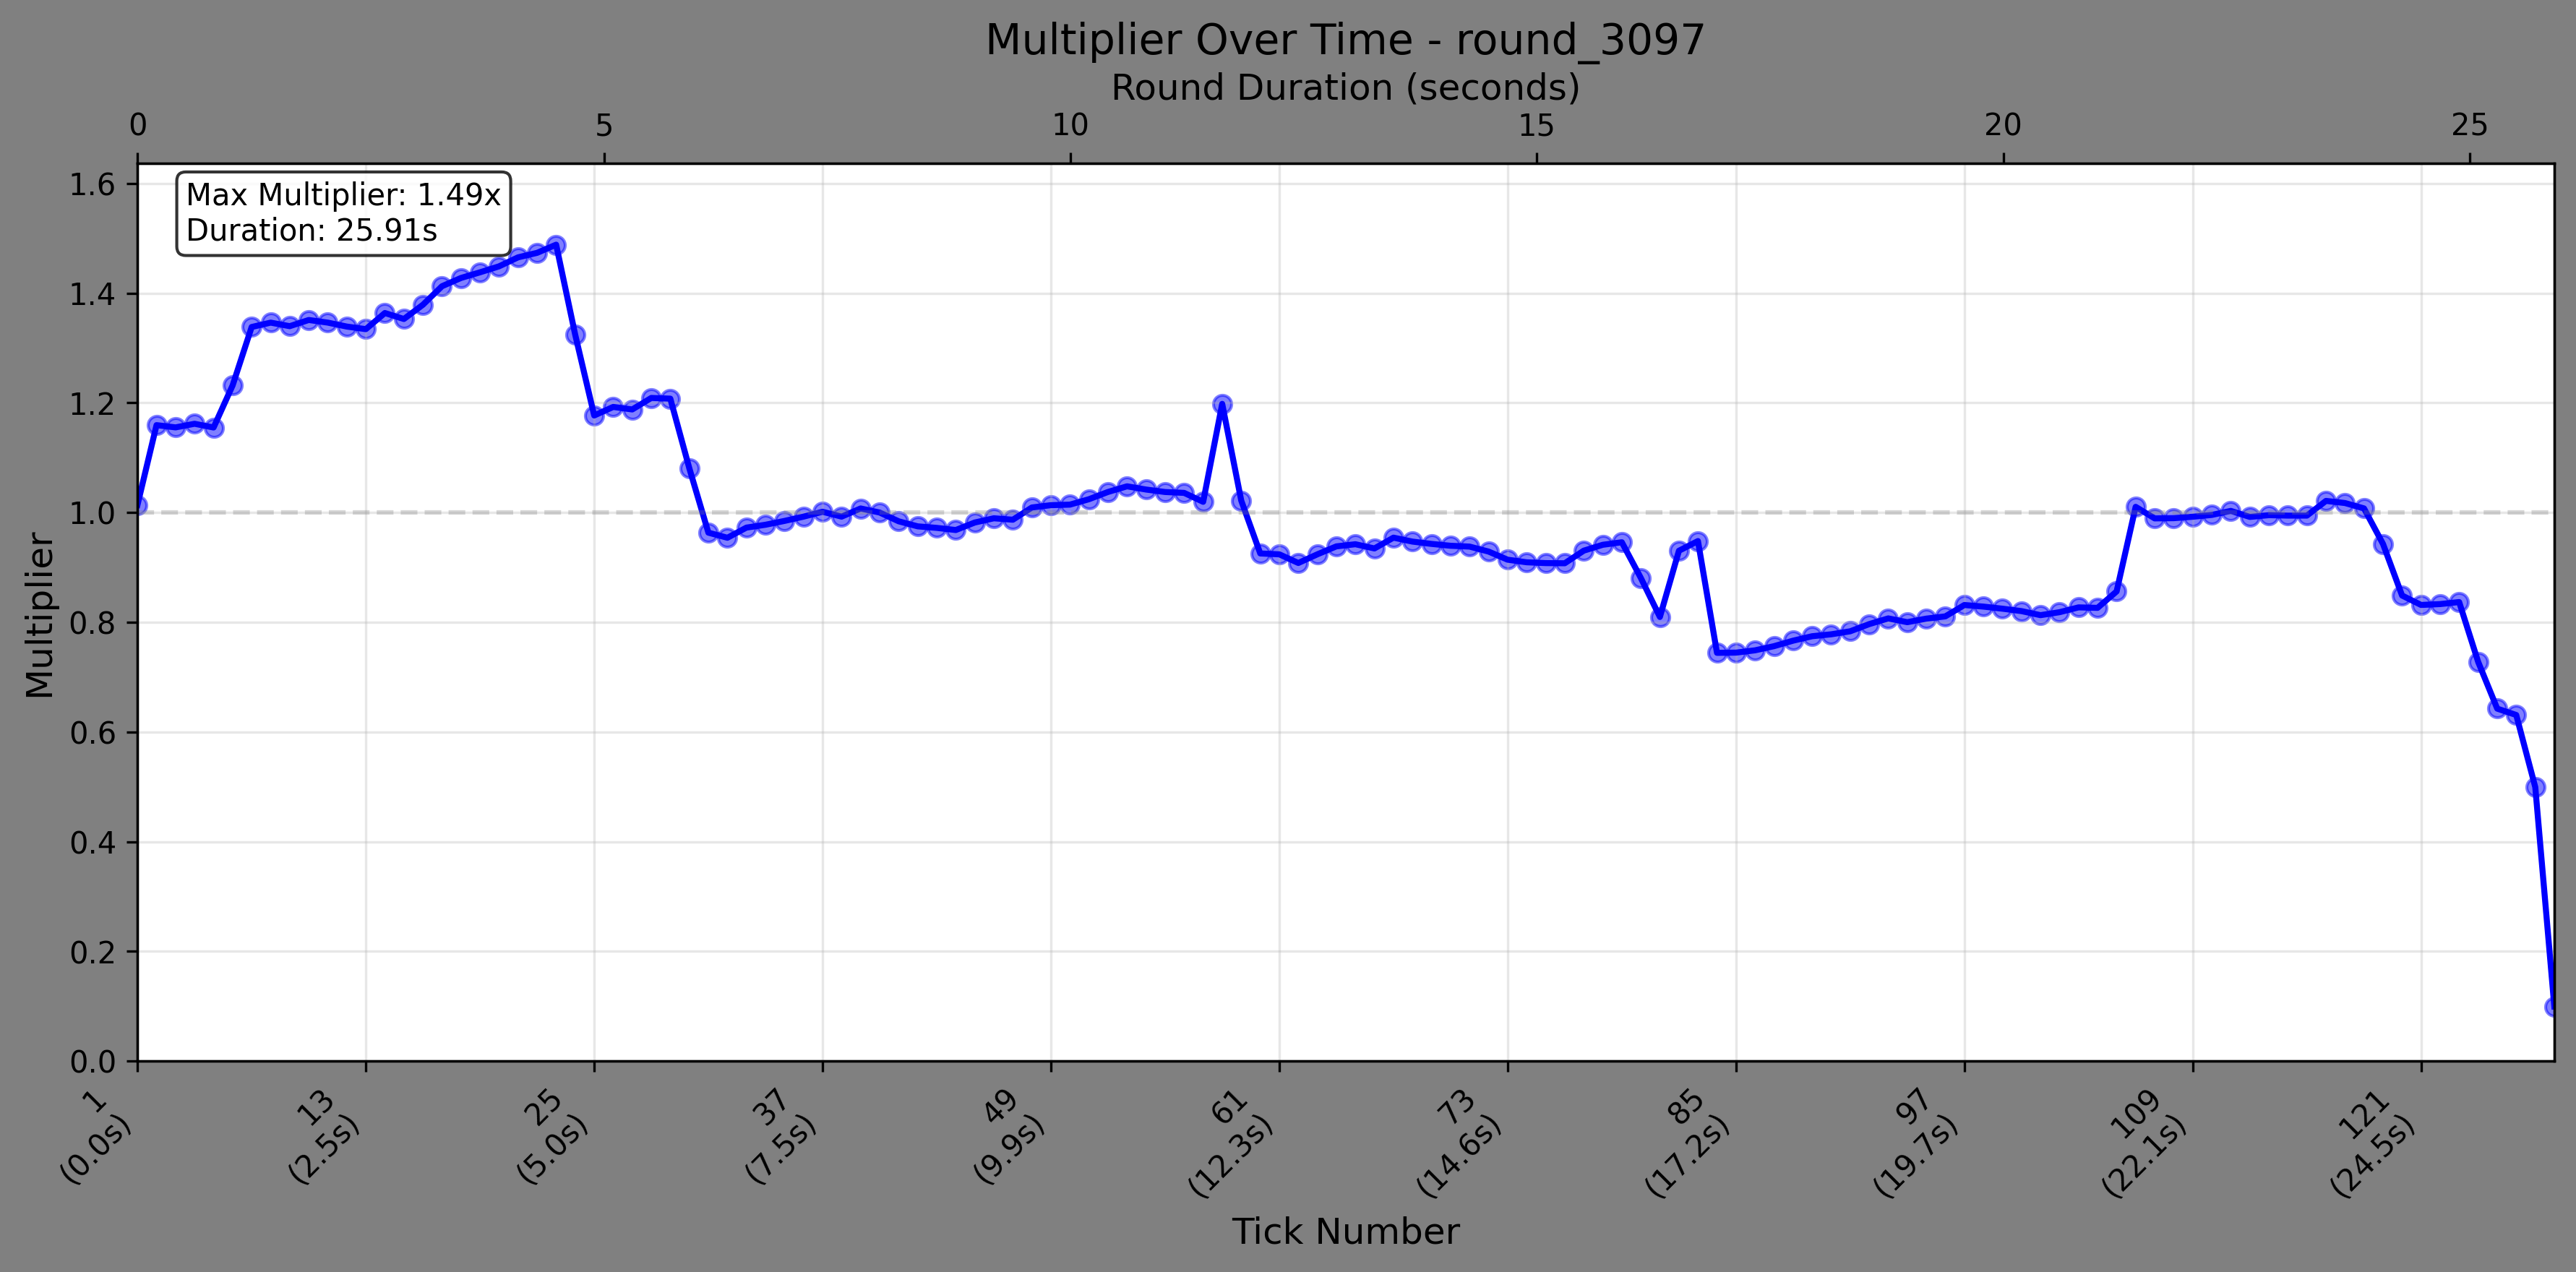 Multiplier Over Time - round_3097
Round Duration (seconds)
0 5 10 15 20 25
Max Multiplier: 1.49x
Duration: 25.91s
1.6
1.4
1.2
1.0
0.8
0.6
0.4
0.2
0.0
Multiplier
1
(0.0s)
13
(2.5s)
25
(5.0s)
37
(7.5s)
49
(9.9s)
61
(12.3s)
73
(14.6s)
85
(17.2s)
97
(19.7s)
109
(22.1s)
121
(24.5s)
Tick Number